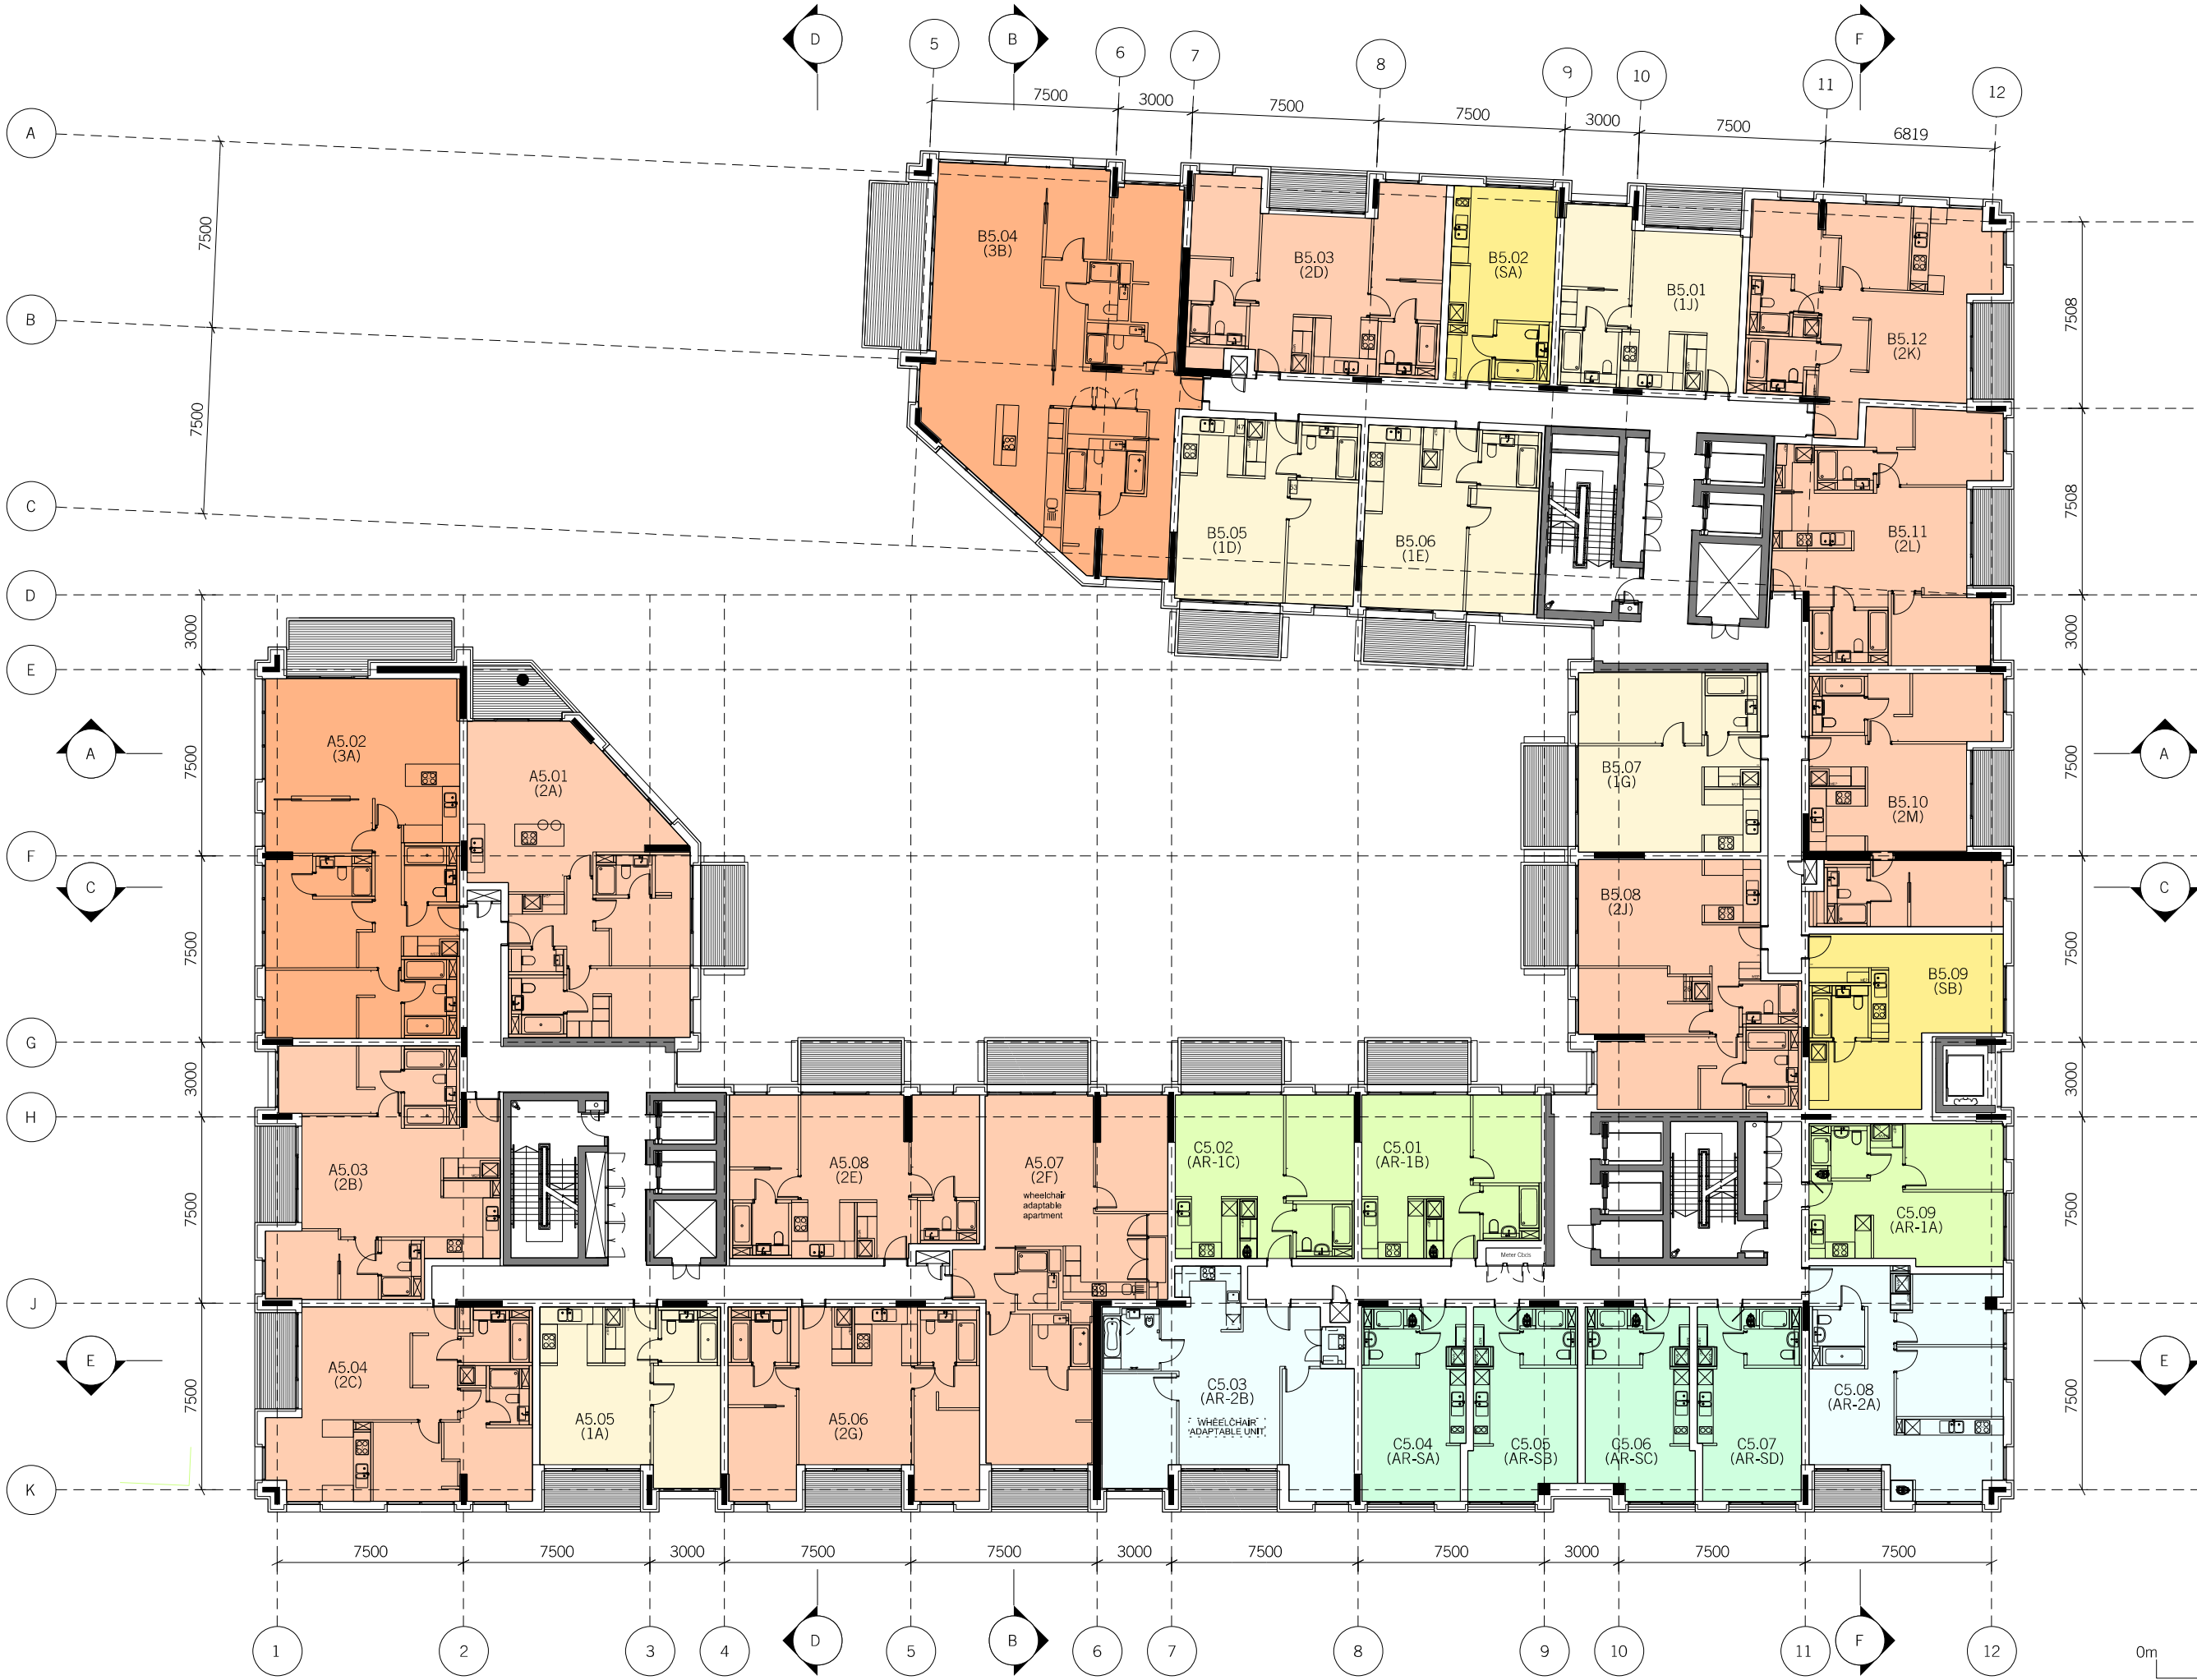 D
5
B
6
7
8
9
10
F
11
12
7500
3000
7500
7500
3000
7500
6819
A
B
C
D
E
A
F
C
G
H
J
E
K
7500
7500
3000
7500
7500
3000
7500
7500
7508
7508
3000
7500
7500
3000
7500
7500
A
C
E
B5.04
(3B)
B5.03
(2D)
B5.02
(SA)
B5.01
(1J)
B5.12
(2K)
B5.05
(1D)
B5.06
(1E)
B5.11
(2L)
A5.02
(3A)
A5.01
(2A)
B5.07
(1G)
B5.10
(2M)
B5.08
(2J)
B5.09
(SB)
A5.03
(2B)
A5.08
(2E)
A5.07
(2F)
wheelchair
adaptable
apartment
C5.02
(AR-1C)
C5.01
(AR-1B)
Meter Cbds
C5.09
(AR-1A)
A5.04
(2C)
A5.05
(1A)
A5.06
(2G)
C5.03
(AR-2B)
WHEELCHAIR
ADAPTABLE UNIT
C5.04
(AR-SA)
C5.05
(AR-SB)
C5.06
(AR-SC)
C5.07
(AR-SD)
C5.08
(AR-2A)
7500
7500
3000
7500
7500
3000
7500
7500
3000
7500
7500
1
2
3
4
D
5
B
6
7
8
9
10
11
F
12
0m